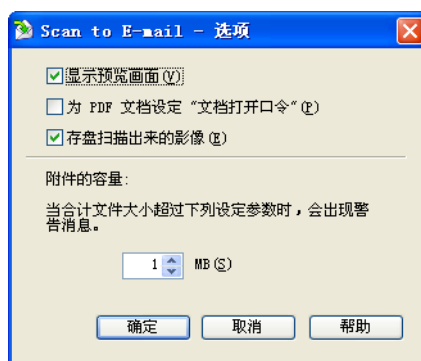 Scan to E-mail - 选项
显示预览画面(V)
为 PDF 文档设定 “文档打开口令”(P)
存盘扫描出来的影像(E)
附件的容量:
当合计文件大小超过下列设定参数时,会出现警
告消息。
1 MB(S)
确定 取消 帮助